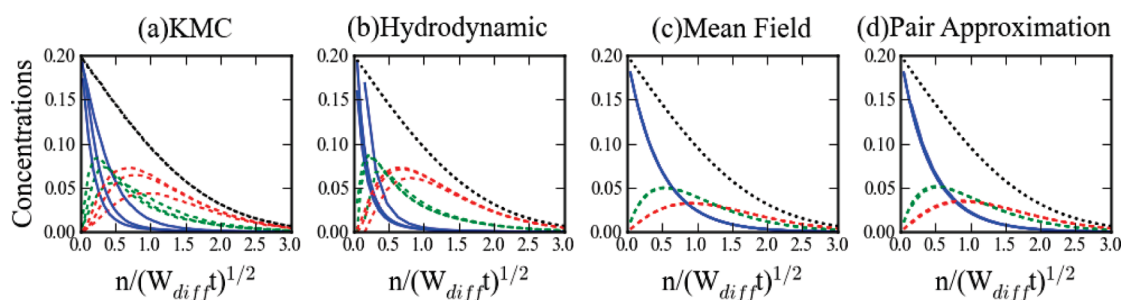 (a)KMC (b)Hydrodynamic (c)Mean Field (d)Pair Approximation
Concentrations
0.20 0.20 0.20 0.20
0.15 0.15 0.15 0.15
0.10 0.10 0.10 0.10
0.05 0.05 0.05 0.05
0.00 0.00 0.00 0.00
0.0 0.5 1.0 1.5 2.0 2.5 3.0 0.0 0.5 1.0 1.5 2.0 2.5 3.0 0.0 0.5 1.0 1.5 2.0 2.5 3.0 0.0 0.5 1.0 1.5 2.0 2.5 3.0
n/(W_diff t)^1/2 n/(W_diff t)^1/2 n/(W_diff t)^1/2 n/(W_diff t)^1/2